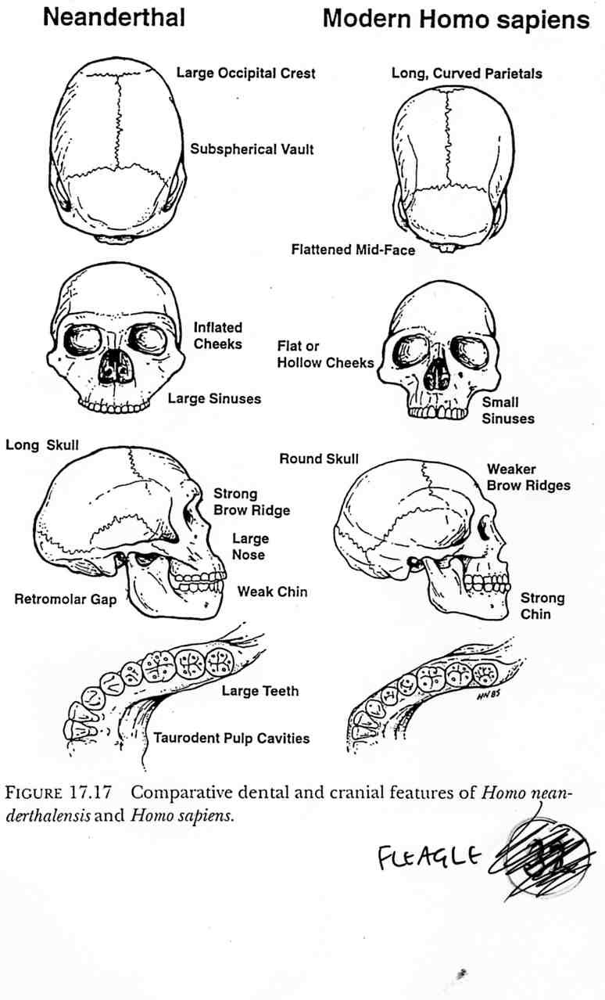 Neanderthal
Modern Homo sapiens
Large Occipital Crest
Long, Curved Parietals
Subspherical Vault
Flattened Mid-Face
Inflated
Cheeks
Flat or
Hollow Cheeks
Large Sinuses
Small
Sinuses
Long Skull
Round Skull
Weaker
Brow Ridges
Strong
Brow Ridge
Large
Nose
Weak Chin
Retromolar Gap
Strong
Chin
Large Teeth
HNBS
Taurodent Pulp Cavities
FIGURE 17.17 Comparative dental and cranial features of Homo nean-
derthalensis and Homo sapiens.
FLEAGLE